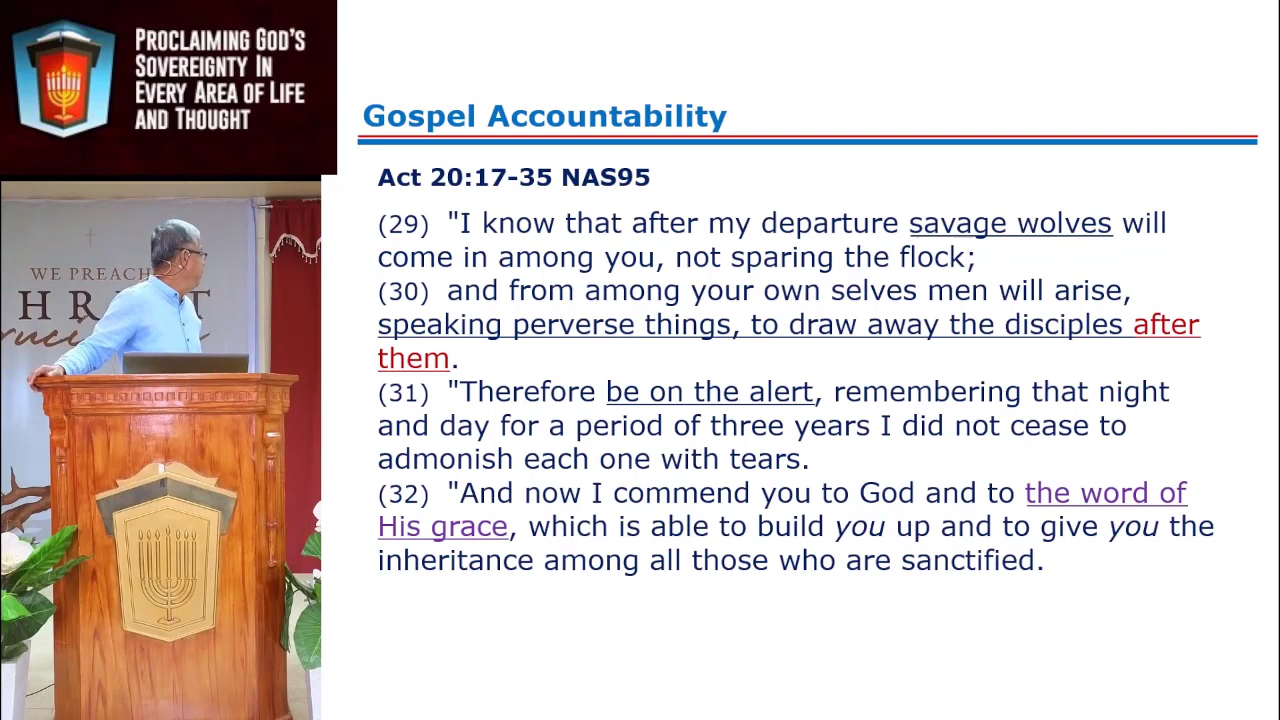 PROCLAIMING GOD'S
SOVEREIGNTY IN
EVERY AREA OF LIFE
AND THOUGHT
Gospel Accountability
Act 20:17-35 NAS95
(29) "I know that after my departure savage wolves will
come in among you, not sparing the flock;
(30) and from among your own selves men will arise,
speaking perverse things, to draw away the disciples after
them.
(31) "Therefore be on the alert, remembering that night
and day for a period of three years I did not cease to
admonish each one with tears.
(32) "And now I commend you to God and to the word of
His grace, which is able to build you up and to give you the
inheritance among all those who are sanctified.
WE PREACH